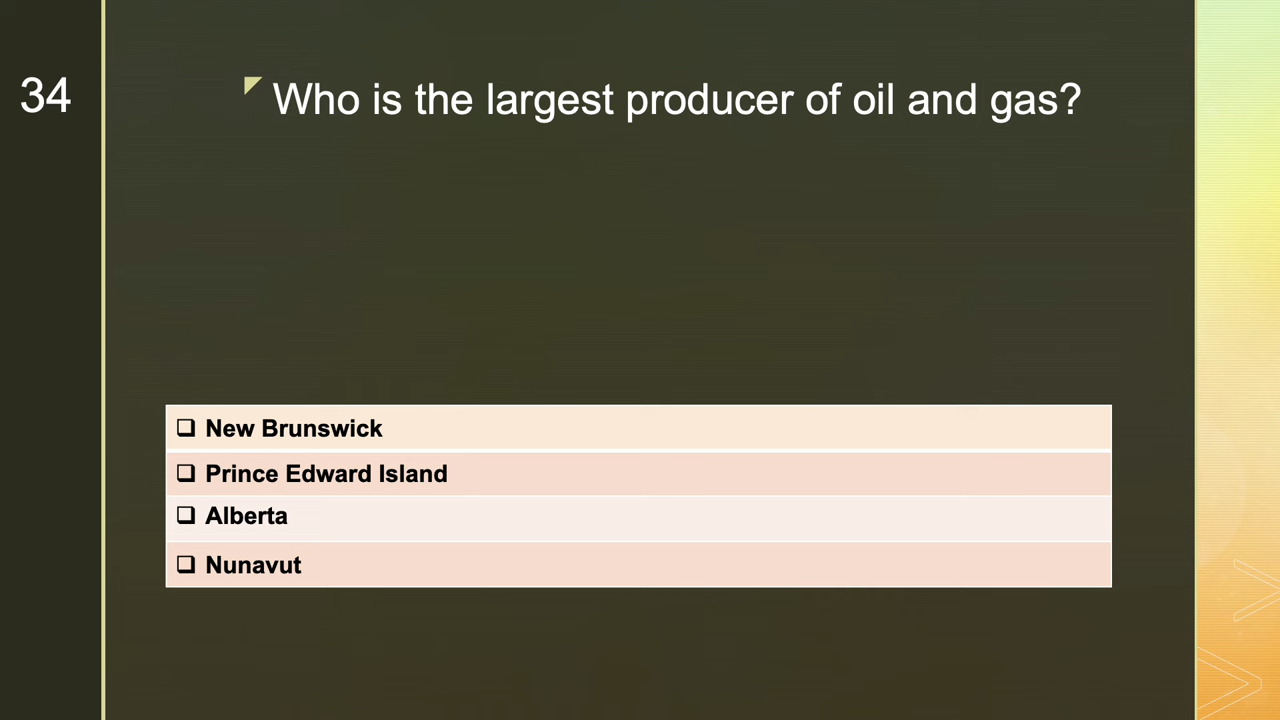 34
Who is the largest producer of oil and gas?
❑ New Brunswick
❑ Prince Edward Island
❑ Alberta
❑ Nunavut